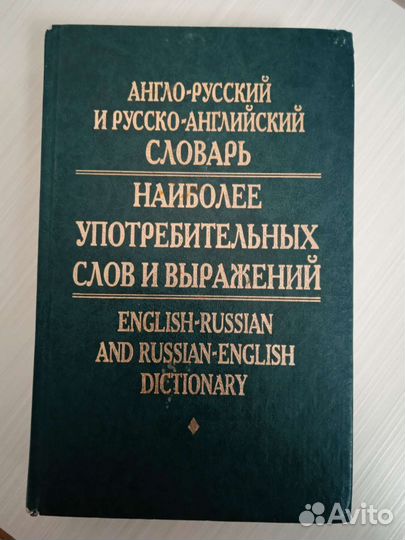 АНГЛО-РУССКИЙ
И РУССКО-АНГЛИЙСКИЙ
СЛОВАРЬ
НАИБОЛЕЕ
УПОТРЕБИТЕЛЬНЫХ
СЛОВ И ВЫРАЖЕНИЙ
ENGLISH-RUSSIAN
AND RUSSIAN-ENGLISH
DICTIONARY
Avito